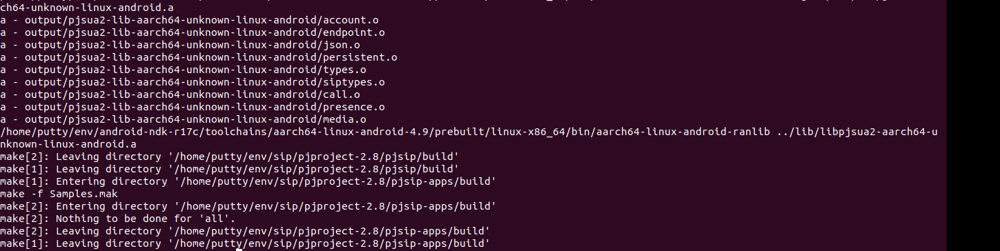 ch64-unknown-linux-android.a
a - output/pjsua2-lib-aarch64-unknown-linux-android/account.o
a - output/pjsua2-lib-aarch64-unknown-linux-android/endpoint.o
a - output/pjsua2-lib-aarch64-unknown-linux-android/json.o
a - output/pjsua2-lib-aarch64-unknown-linux-android/persistent.o
a - output/pjsua2-lib-aarch64-unknown-linux-android/types.o
a - output/pjsua2-lib-aarch64-unknown-linux-android/siptypes.o
a - output/pjsua2-lib-aarch64-unknown-linux-android/call.o
a - output/pjsua2-lib-aarch64-unknown-linux-android/presence.o
a - output/pjsua2-lib-aarch64-unknown-linux-android/media.o
/home/putty/env/android-ndk-r17c/toolchains/aarch64-linux-android-4.9/prebuilt/linux-x86_64/bin/aarch64-linux-android-ranlib ../lib/libpjsua2-aarch64-u
nknown-linux-android.a
make[2]: Leaving directory '/home/putty/env/sip/pjproject-2.8/pjsip/build'
make[1]: Leaving directory '/home/putty/env/sip/pjproject-2.8/pjsip/build'
make[1]: Entering directory '/home/putty/env/sip/pjproject-2.8/pjsip-apps/build'
make -f Samples.mak
make[2]: Entering directory '/home/putty/env/sip/pjproject-2.8/pjsip-apps/build'
make[2]: Nothing to be done for 'all'.
make[2]: Leaving directory '/home/putty/env/sip/pjproject-2.8/pjsip-apps/build'
make[1]: Leaving directory '/home/putty/env/sip/pjproject-2.8/pjsip-apps/build'